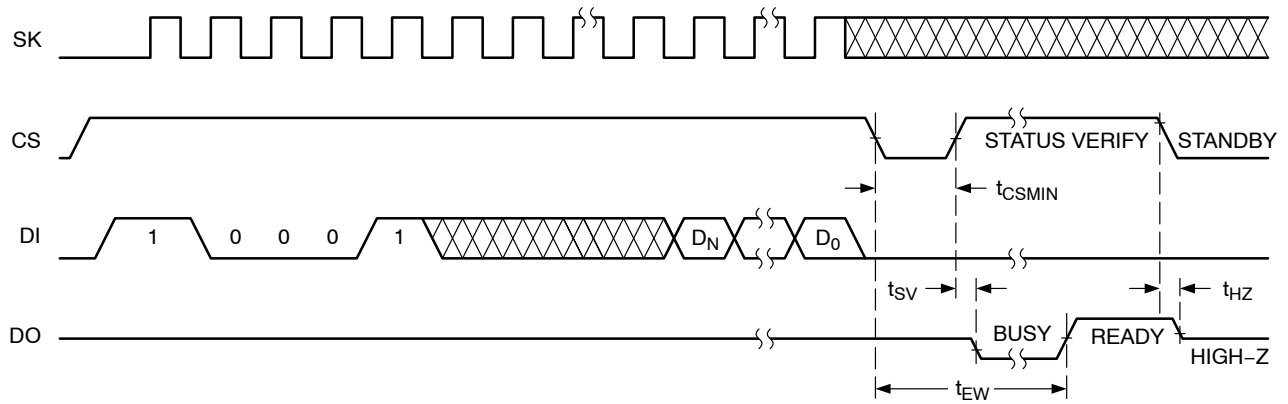 SK
CS
STATUS VERIFY
STANDBY
tCSMIN
DI
1
0
0
0
1
DN
D0
tSV
tHZ
DO
BUSY
READY
HIGH–Z
tEW